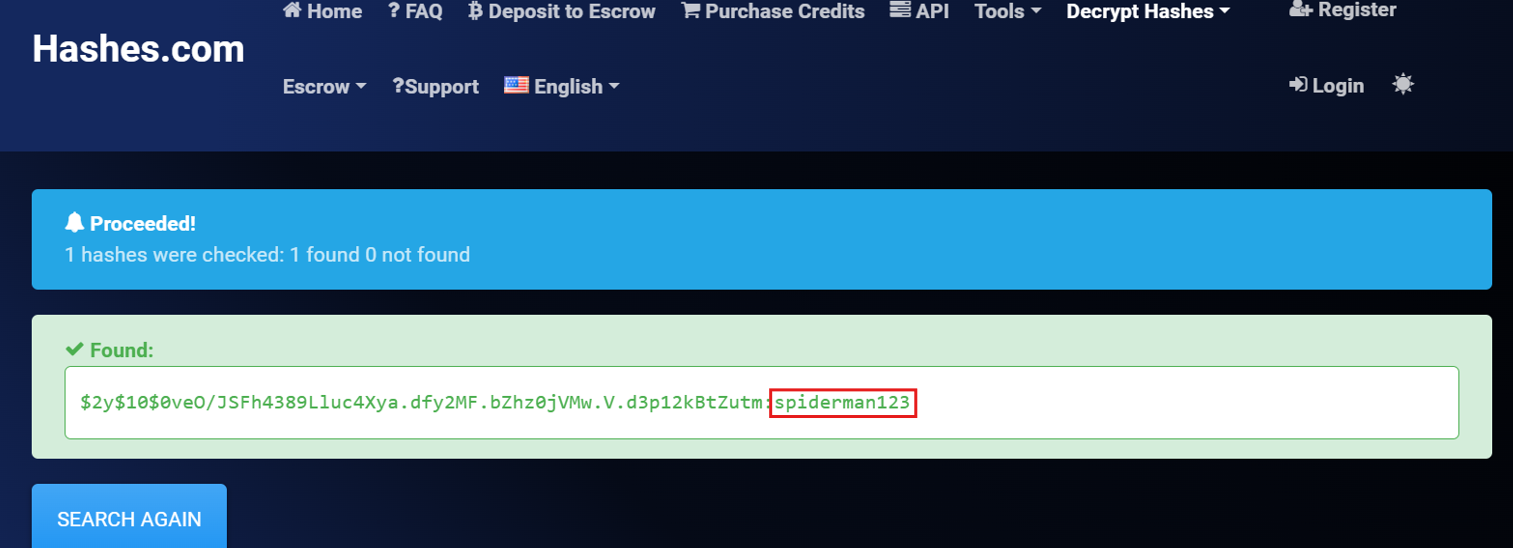 Home ? FAQ Deposit to Escrow Purchase Credits API Tools Decrypt Hashes Register
Hashes.com
Escrow ?Support English Login
Proceeded!
1 hashes were checked: 1 found 0 not found
Found:
$2y$10$0veO/JSFh4389Lluc4Xya.dfy2MF.bZhz0jVMw.V.d3p12kBtZutm:spiderman123
SEARCH AGAIN